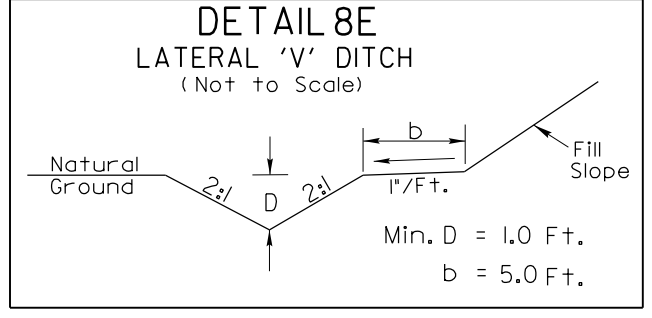 DETAIL 8E
LATERAL 'V' DITCH
(Not to Scale)
b
Natural
Ground
2:1
D
2:1
1"/Ft.
Fill
Slope
Min. D = 1.0 Ft.
b = 5.0 Ft.